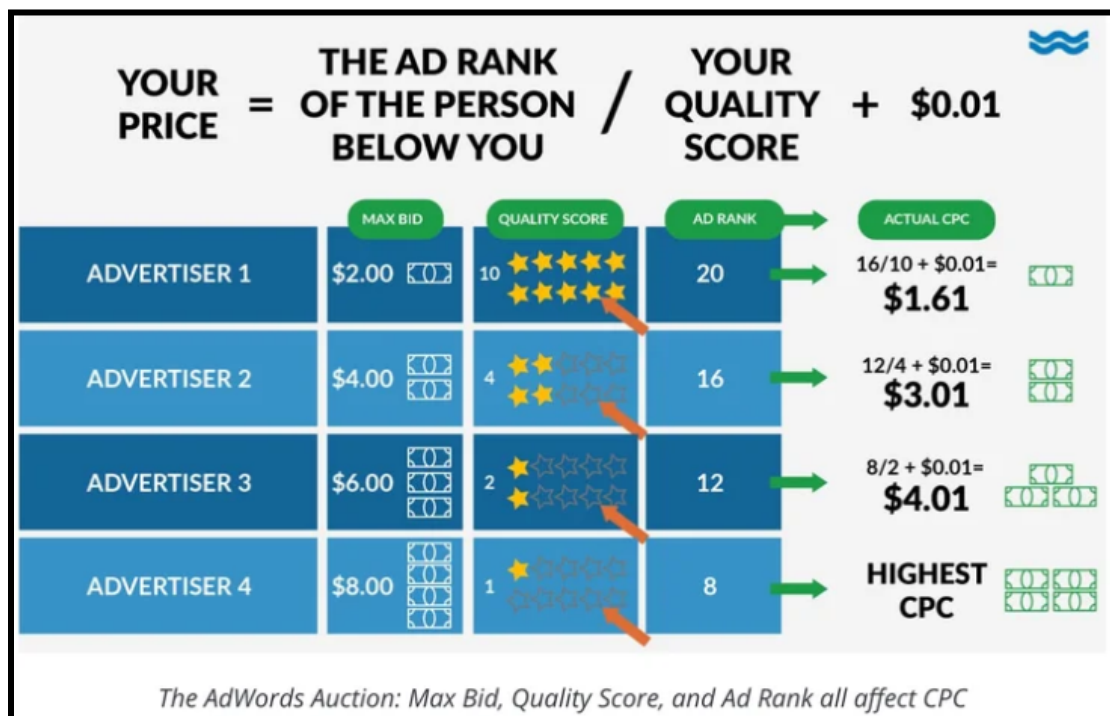 YOUR PRICE = THE AD RANK OF THE PERSON BELOW YOU / YOUR QUALITY SCORE + $0.01
MAX BID QUALITY SCORE AD RANK ACTUAL CPC
ADVERTISER 1 $2.00 10 20 16/10 + $0.01= $1.61
ADVERTISER 2 $4.00 4 16 12/4 + $0.01= $3.01
ADVERTISER 3 $6.00 2 12 8/2 + $0.01= $4.01
ADVERTISER 4 $8.00 1 8 HIGHEST CPC
The AdWords Auction: Max Bid, Quality Score, and Ad Rank all affect CPC